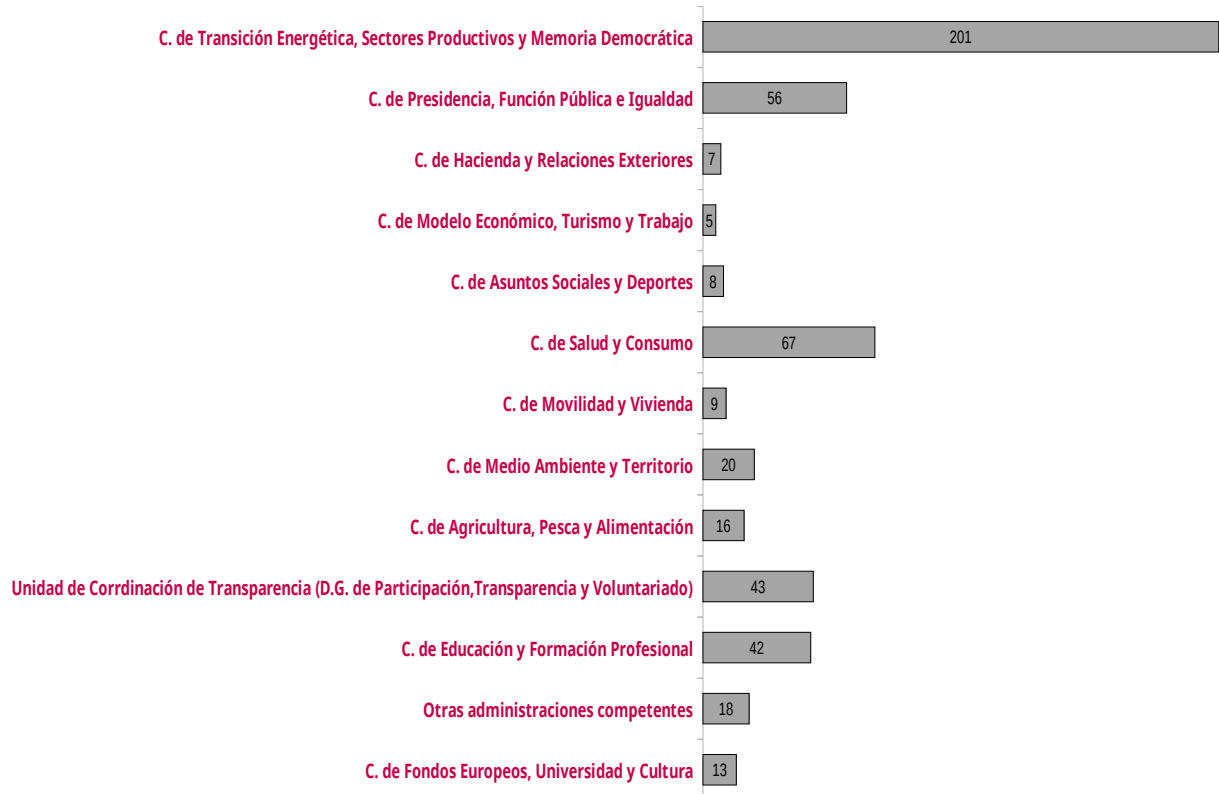 C. de Transición Energética, Sectores Productivos y Memoria Democrática 201
C. de Presidencia, Función Pública e Igualdad 56
C. de Hacienda y Relaciones Exteriores 7
C. de Modelo Económico, Turismo y Trabajo 5
C. de Asuntos Sociales y Deportes 8
C. de Salud y Consumo 67
C. de Movilidad y Vivienda 9
C. de Medio Ambiente y Territorio 20
C. de Agricultura, Pesca y Alimentación 16
Unidad de Corrdinación de Transparencia (D.G. de Participación,Transparencia y Voluntariado) 43
C. de Educación y Formación Profesional 42
Otras administraciones competentes 18
C. de Fondos Europeos, Universidad y Cultura 13